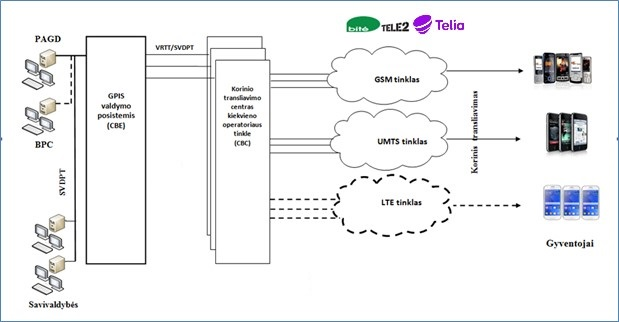 bitė TELE2 Telia
PAGD
VRTT/SVDPT
GPIS
valdymo
posistemis
(CBE)
Korinio
transliavimo
centras
kiekvieno
operatoriaus
tinkle
(CBC)
GSM tinklas
BPC
SVDPT
UMTS tinklas
Korinis transliavimas
LTE tinklas
Gyventojai
Savivaldybės